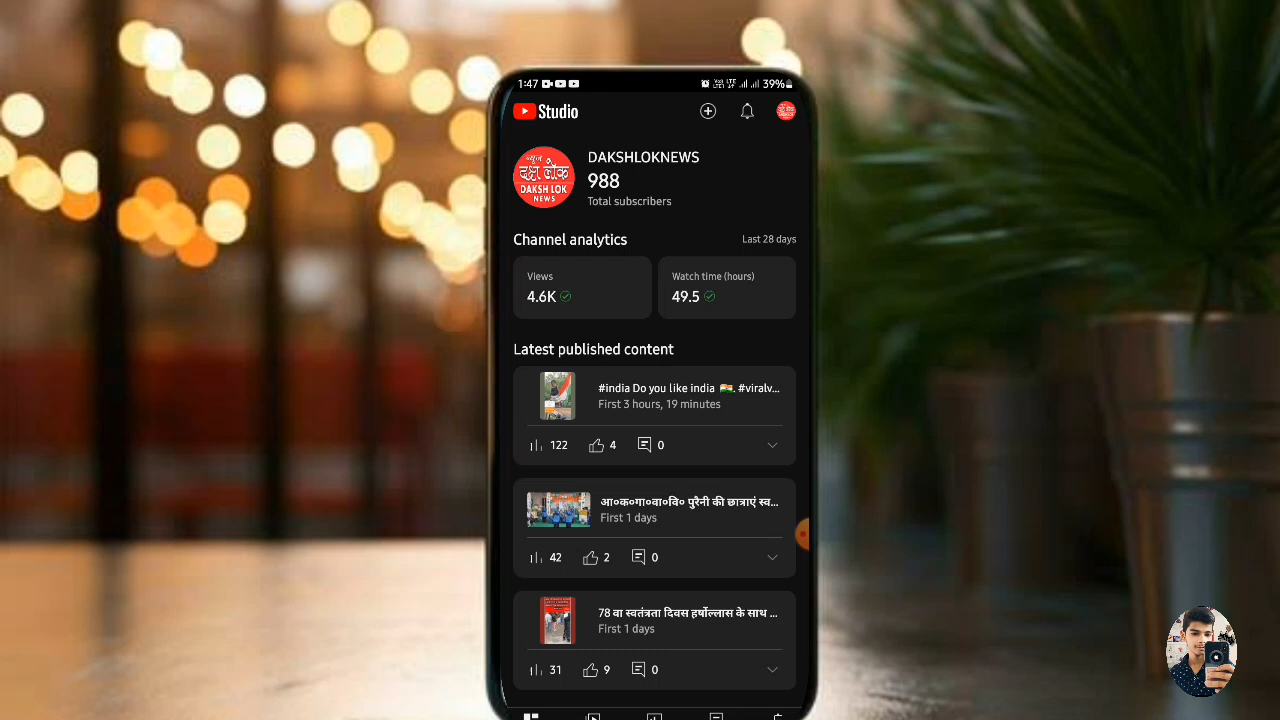 1:47 39%
Studio
न्यूज
दक्ष लोक
DAKSH LOK
NEWS
DAKSHLOKNEWS
988
Total subscribers
Channel analytics Last 28 days
Views
4.6K
Watch time (hours)
49.5
Latest published content
#india Do you like india 🇮🇳. #viralv...
First 3 hours, 19 minutes
122 4 0
आ०क०गा०वा०वि० पुरैनी की छात्राएं स्व...
First 1 days
42 2 0
78 वा स्वतंत्रता दिवस हर्षोल्लास के साथ ...
First 1 days
31 9 0